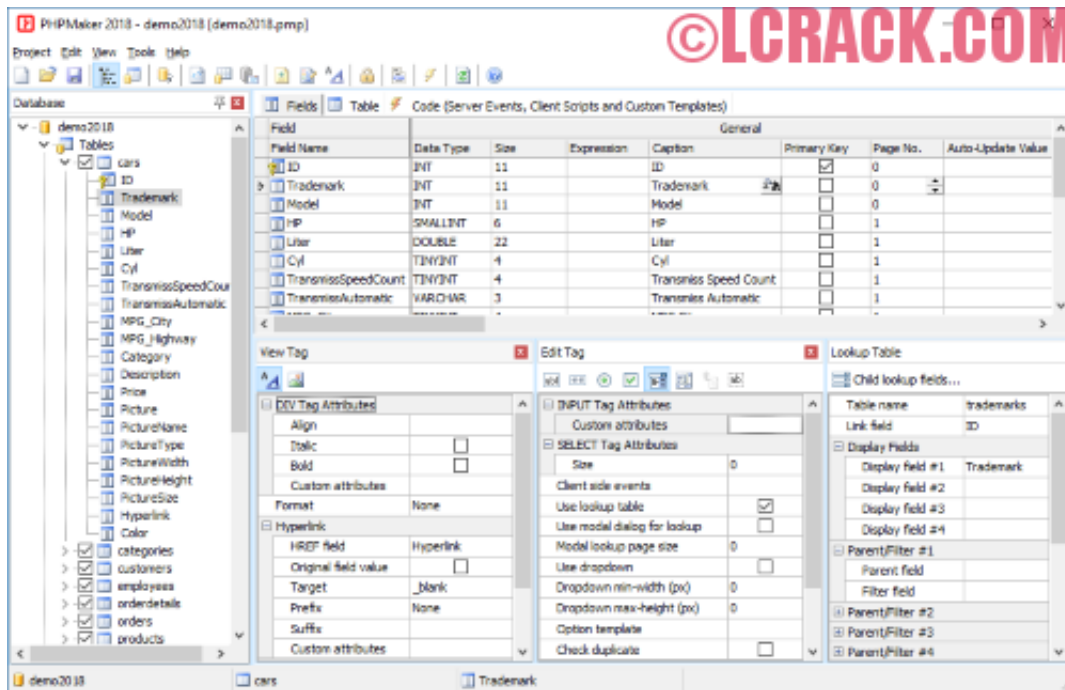 PHPMaker 2018 - demo2018 (demo2018.pmp)
©LCRACK.COM
Project Edit View Tools Help
Database
demo2018
Tables
cars
ID
Trademark
Model
HP
Liter
Cyl
TransmissSpeedCour
TransmissAutomatic
MPG_City
MPG_Highway
Category
Description
Price
Picture
PictureName
PictureType
PictureWidth
PictureHeight
PictureSize
Hyperlink
Color
categories
customers
employees
orderdetails
orders
products
Fields Table Code (Server Events, Client Scripts and Custom Templates)
Field General
Field Name Data Type Size Expression Caption Primary Key Page No. Auto-Update Value
ID INT 11 ID 0
Trademark INT 11 Trademark 0
Model INT 11 Model 0
HP SMALLINT 6 HP 1
Liter DOUBLE 22 Liter 1
Cyl TINYINT 4 Cyl 1
TransmissSpeedCount TINYINT 4 Transmiss Speed Count 1
TransmissAutomatic VARCHAR 3 Transmiss Automatic 1
View Tag
DIV Tag Attributes
Align
Italic
Bold
Custom attributes
Format None
Hyperlink
HREF field Hyperlink
Original field value
Target _blank
Prefix None
Suffix
Custom attributes
Edit Tag
INPUT Tag Attributes
Custom attributes
SELECT Tag Attributes
Size 0
Client side events
Use lookup table
Use modal dialog for lookup
Modal lookup page size 0
Use dropdown
Dropdown min-width (px) 0
Dropdown max-height (px) 0
Option template
Check duplicate
Lookup Table
Child lookup fields...
Table name trademarks
Link field ID
Display Fields
Display field #1 Trademark
Display field #2
Display field #3
Display field #4
Parent/Filter #1
Parent field
Filter field
Parent/Filter #2
Parent/Filter #3
Parent/Filter #4
demo2018 cars Trademark